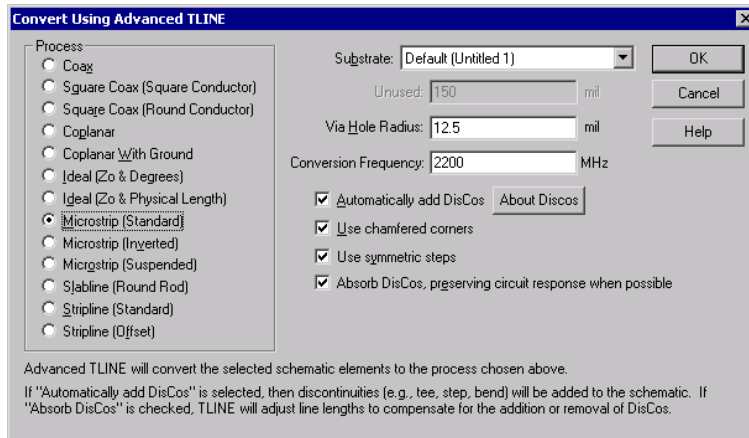 Convert Using Advanced TLINE
Process
Coax
Square Coax (Square Conductor)
Square Coax (Round Conductor)
Coplanar
Coplanar With Ground
Ideal (Zo & Degrees)
Ideal (Zo & Physical Length)
Microstrip (Standard)
Microstrip (Inverted)
Microstrip (Suspended)
Slabline (Round Rod)
Stripline (Standard)
Stripline (Offset)
Substrate: Default (Untitled 1)
Unused: 150 mil
Via Hole Radius: 12.5 mil
Conversion Frequency: 2200 MHz
Automatically add DisCos About Discos
Use chamfered corners
Use symmetric steps
Absorb DisCos, preserving circuit response when possible
OK
Cancel
Help
Advanced TLINE will convert the selected schematic elements to the process chosen above.
If "Automatically add DisCos" is selected, then discontinuities (e.g., tee, step, bend) will be added to the schematic. If
"Absorb DisCos" is checked, TLINE will adjust line lengths to compensate for the addition or removal of DisCos.